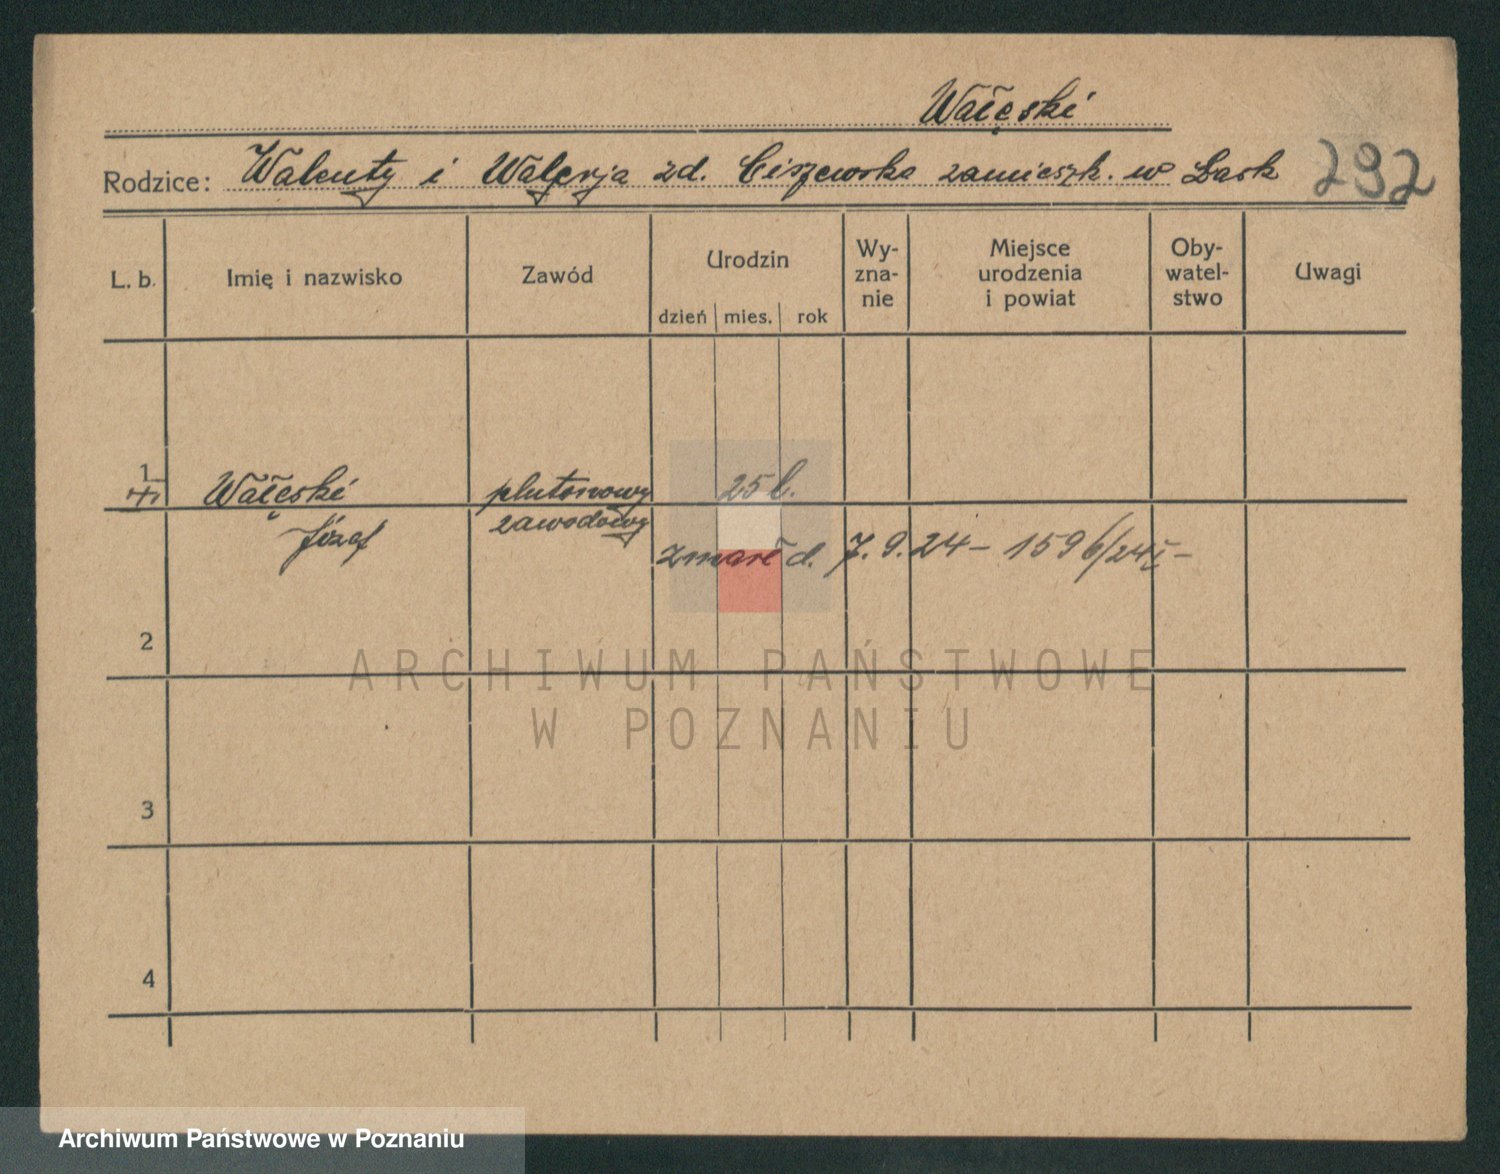 Wałęski
Rodzice: Walenty i Walerja zd. Ciszewska zamieszk. w Lask 292
L. b. Imię i nazwisko Zawód Urodzin Wy-zna-nie Miejsce urodzenia i powiat Oby-watel-stwo Uwagi
dzień mies. rok
1 Wałęski plutonowy 25 l.
Józef zawodowy
zmarł d. 7. 9. 24 – 1596/24 I –
2
ARCHIWUM PAŃSTWOWE
W POZNANIU
3
4
Archiwum Państwowe w Poznaniu